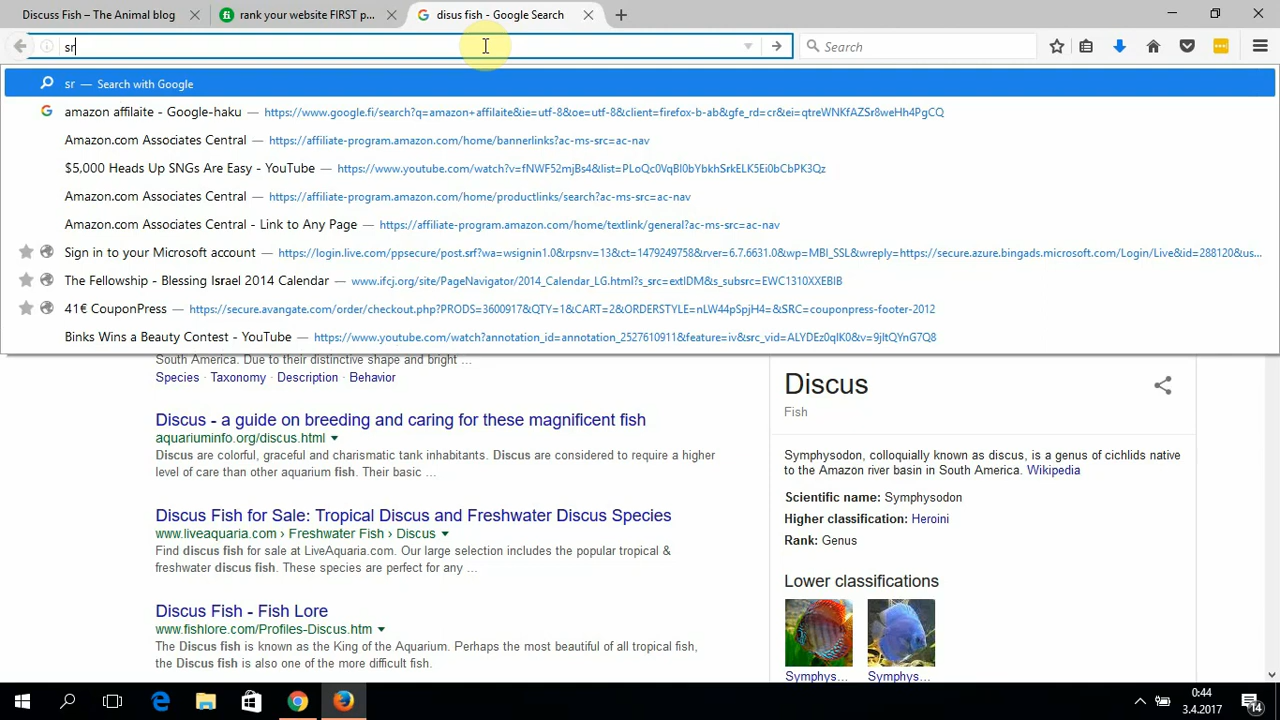 Discuss Fish – The Animal blog
rank your website FIRST p...
disus fish - Google Search
sr
Search
sr — Search with Google
amazon affilaite - Google-haku — https://www.google.fi/search?q=amazon+affilaite&ie=utf-8&oe=utf-8&client=firefox-b-ab&gfe_rd=cr&ei=qtreWNKfAZSr8weHh4PgCQ
Amazon.com Associates Central — https://affiliate-program.amazon.com/home/bannerlinks?ac-ms-src=ac-nav
$5,000 Heads Up SNGs Are Easy - YouTube — https://www.youtube.com/watch?v=fNWF52mjBs4&list=PLoQc0VqBl0bYbkhSrkELK5Ei0bCbPK3Qz
Amazon.com Associates Central — https://affiliate-program.amazon.com/home/productlinks/search?ac-ms-src=ac-nav
Amazon.com Associates Central - Link to Any Page — https://affiliate-program.amazon.com/home/textlink/general?ac-ms-src=ac-nav
Sign in to your Microsoft account — https://login.live.com/ppsecure/post.srf?wa=wsignin1.0&rpsnv=13&ct=1479249758&rver=6.7.6631.0&wp=MBI_SSL&wreply=https://secure.azure.bingads.microsoft.com/Login/Live&id=288120&us...
The Fellowship - Blessing Israel 2014 Calendar — www.ifcj.org/site/PageNavigator/2014_Calendar_LG.html?s_src=extIDM&s_subsrc=EWC1310XXEBIB
41€ CouponPress — https://secure.avangate.com/order/checkout.php?PRODS=3600917&QTY=1&CART=2&ORDERSTYLE=nLW44pSpjH4=&SRC=couponpress-footer-2012
Binks Wins a Beauty Contest - YouTube — https://www.youtube.com/watch?annotation_id=annotation_2527610911&feature=iv&src_vid=ALYDEz0qlK0&v=9jItQYnG7Q8
South America. Due to their distinctive shape and bright ...
Species · Taxonomy · Description · Behavior
Discus - a guide on breeding and caring for these magnificent fish
aquariuminfo.org/discus.html
Discus are colorful, graceful and charismatic tank inhabitants. Discus are considered to require a higher
level of care than other aquarium fish. Their basic ...
Discus Fish for Sale: Tropical Discus and Freshwater Discus Species
www.liveaquaria.com › Freshwater Fish › Discus
Find discus fish for sale at LiveAquaria.com. Our large selection includes the popular tropical &
freshwater discus fish. These species are perfect for any ...
Discus Fish - Fish Lore
www.fishlore.com/Profiles-Discus.htm
The Discus fish is known as the King of the Aquarium. Perhaps the most beautiful of all tropical fish,
the Discus fish is also one of the more difficult fish.
Discus
Fish
Symphysodon, colloquially known as discus, is a genus of cichlids native
to the Amazon river basin in South America. Wikipedia
Scientific name: Symphysodon
Higher classification: Heroini
Rank: Genus
Lower classifications
Symphys...
Symphys...
0:44
3.4.2017
14